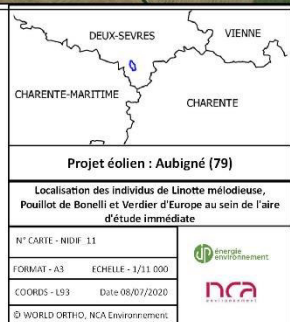 DEUX-SEVRES
VIENNE
CHARENTE-MARITIME
CHARENTE
Projet éolien : Aubigné (79)
Localisation des individus de Linotte mélodieuse,
Pouillot de Bonelli et Verdier d'Europe au sein de l'aire
d'étude immédiate
N° CARTE - NIDIF 11
FORMAT - A3 ECHELLE - 1/11 000
COORDS - L93 Date 08/07/2020
© WORLD ORTHO, NCA Environnement
énergie
environnement
nca
environnement